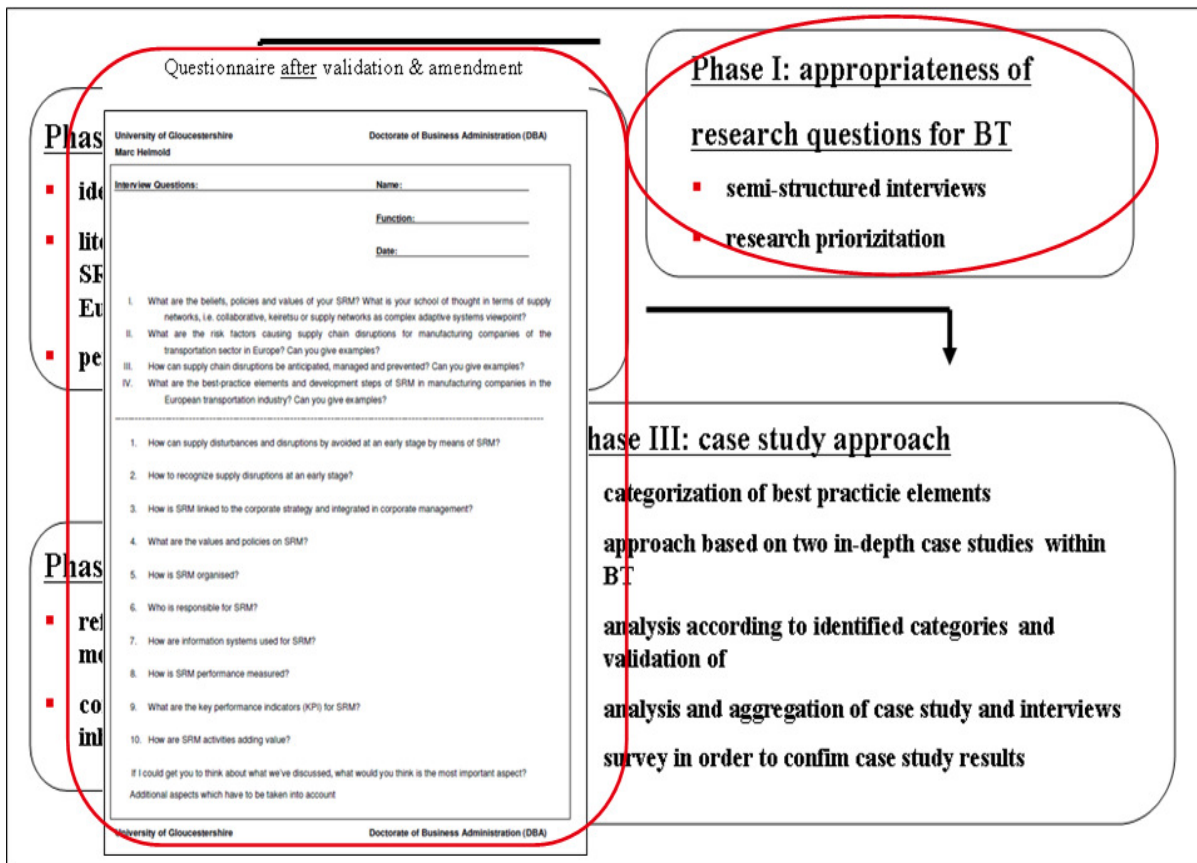 Questionnaire after validation & amendment
Phas
ide
lite
SR
Eu
pe
Phas
ref
me
co
inl
University of Gloucestershire Doctorate of Business Administration (DBA)
Marc Helmold
Interview Questions: Name:
Function:
Date:
I. What are the beliefs, policies and values of your SRM? What is your school of thought in terms of supply
networks, i.e. collaborative, keiretsu or supply networks as complex adaptive systems viewpoint?
II. What are the risk factors causing supply chain disruptions for manufacturing companies of the
transportation sector in Europe? Can you give examples?
III. How can supply chain disruptions be anticipated, managed and prevented? Can you give examples?
IV. What are the best-practice elements and development steps of SRM in manufacturing companies in the
European transportation industry? Can you give examples?
1. How can supply disturbances and disruptions by avoided at an early stage by means of SRM?
2. How to recognize supply disruptions at an early stage?
3. How is SRM linked to the corporate strategy and integrated in corporate management?
4. What are the values and policies on SRM?
5. How is SRM organised?
6. Who is responsible for SRM?
7. How are information systems used for SRM?
8. How is SRM performance measured?
9. What are the key performance indicators (KPI) for SRM?
10. How are SRM activities adding value?
If I could get you to think about what we've discussed, what would you think is the most important aspect?
Additional aspects which have to be taken into account
University of Gloucestershire Doctorate of Business Administration (DBA)
Phase I: appropriateness of
research questions for BT
▪ semi-structured interviews
▪ research priorizitation
hase III: case study approach
categorization of best practicie elements
approach based on two in-depth case studies within
BT
analysis according to identified categories and
validation of
analysis and aggregation of case study and interviews
survey in order to confim case study results